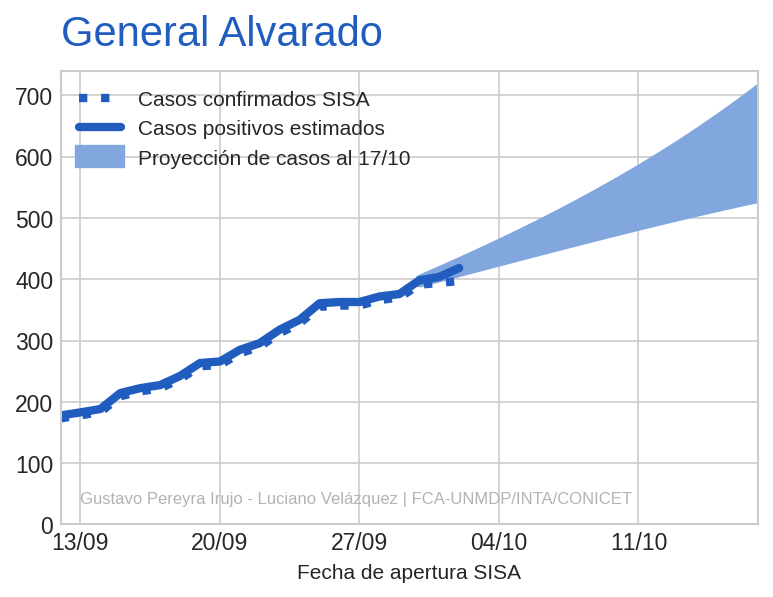 General Alvarado
Casos confirmados SISA
Casos positivos estimados
Proyección de casos al 17/10
700
600
500
400
300
200
100
0
Gustavo Pereyra Irujo - Luciano Velázquez | FCA-UNMDP/INTA/CONICET
13/09 20/09 27/09 04/10 11/10
Fecha de apertura SISA